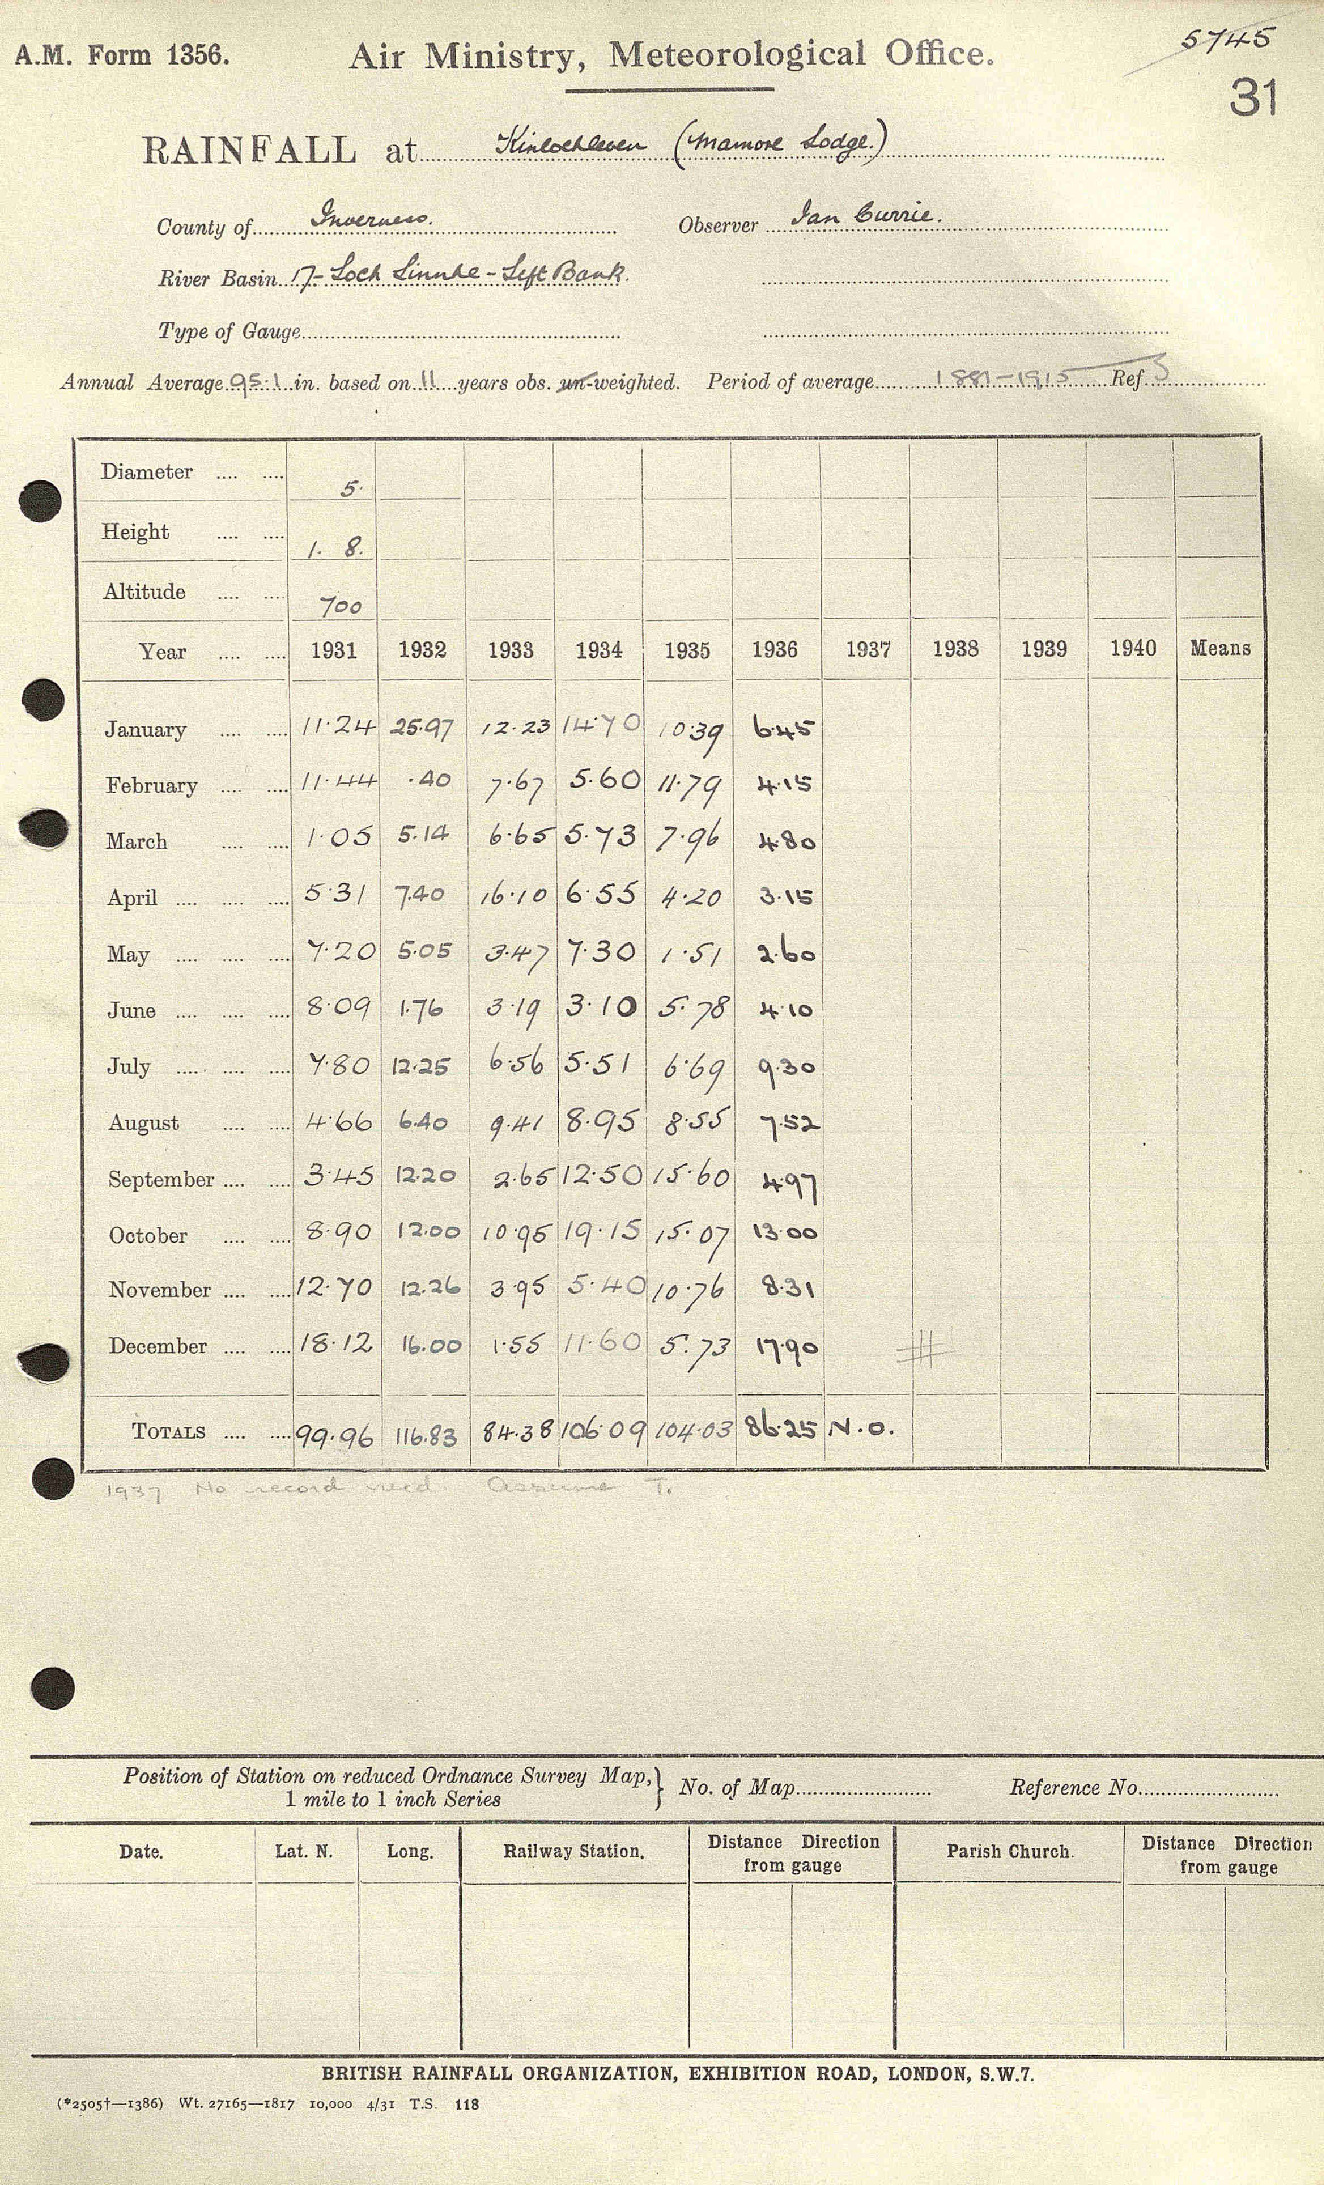 5745
A.M. Form 1356. Air Ministry, Meteorological Office.
31
RAINFALL at Kinlochleven (Mamore Lodge.)
County of Inverness. Observer Ian Currie.
River Basin 17- Loch Linnhe - Left Bank
Type of Gauge
Annual Average 95.1 in. based on 11 years obs. un-weighted. Period of average 1881-1915 Ref. 3
Diameter .... .... 5.
Height .... .... 1. 8.
Altitude .... .... 700
Year .... .... 1931 1932 1933 1934 1935 1936 1937 1938 1939 1940 Means
January .... .... 11.24 25.97 12.23 14.70 10.39 6.45
February .... .... 11.44 .40 7.67 5.60 11.79 4.15
March .... .... 1.05 5.14 6.65 5.73 7.96 4.80
April .... .... .... 5.31 7.40 16.10 6.55 4.20 3.15
May .... .... .... 7.20 5.05 3.47 7.30 1.51 2.60
June .... .... .... 8.09 1.76 3.19 3.10 5.78 4.10
July .... .... .... 7.80 12.25 6.56 5.51 6.69 9.30
August .... .... 4.66 6.40 9.41 8.95 8.55 7.52
September .... .... 3.45 12.20 2.65 12.50 15.60 4.97
October .... .... 8.90 12.00 10.95 19.15 15.07 13.00
November .... .... 12.70 12.26 3.95 5.40 10.76 8.31
December .... .... 18.12 16.00 1.55 11.60 5.73 17.90
TOTALS .... .... 99.96 116.83 84.38 106.09 104.03 86.25 N.O.
1937 No record recd. Assume T.
Position of Station on reduced Ordnance Survey Map, } No. of Map Reference No.
1 mile to 1 inch Series
Date. Lat. N. Long. Railway Station. Distance Direction Parish Church. Distance Direction
from gauge from gauge
BRITISH RAINFALL ORGANIZATION, EXHIBITION ROAD, LONDON, S.W.7.
(*2505†—1386) Wt. 27165—1817 10,000 4/31 T.S. 118